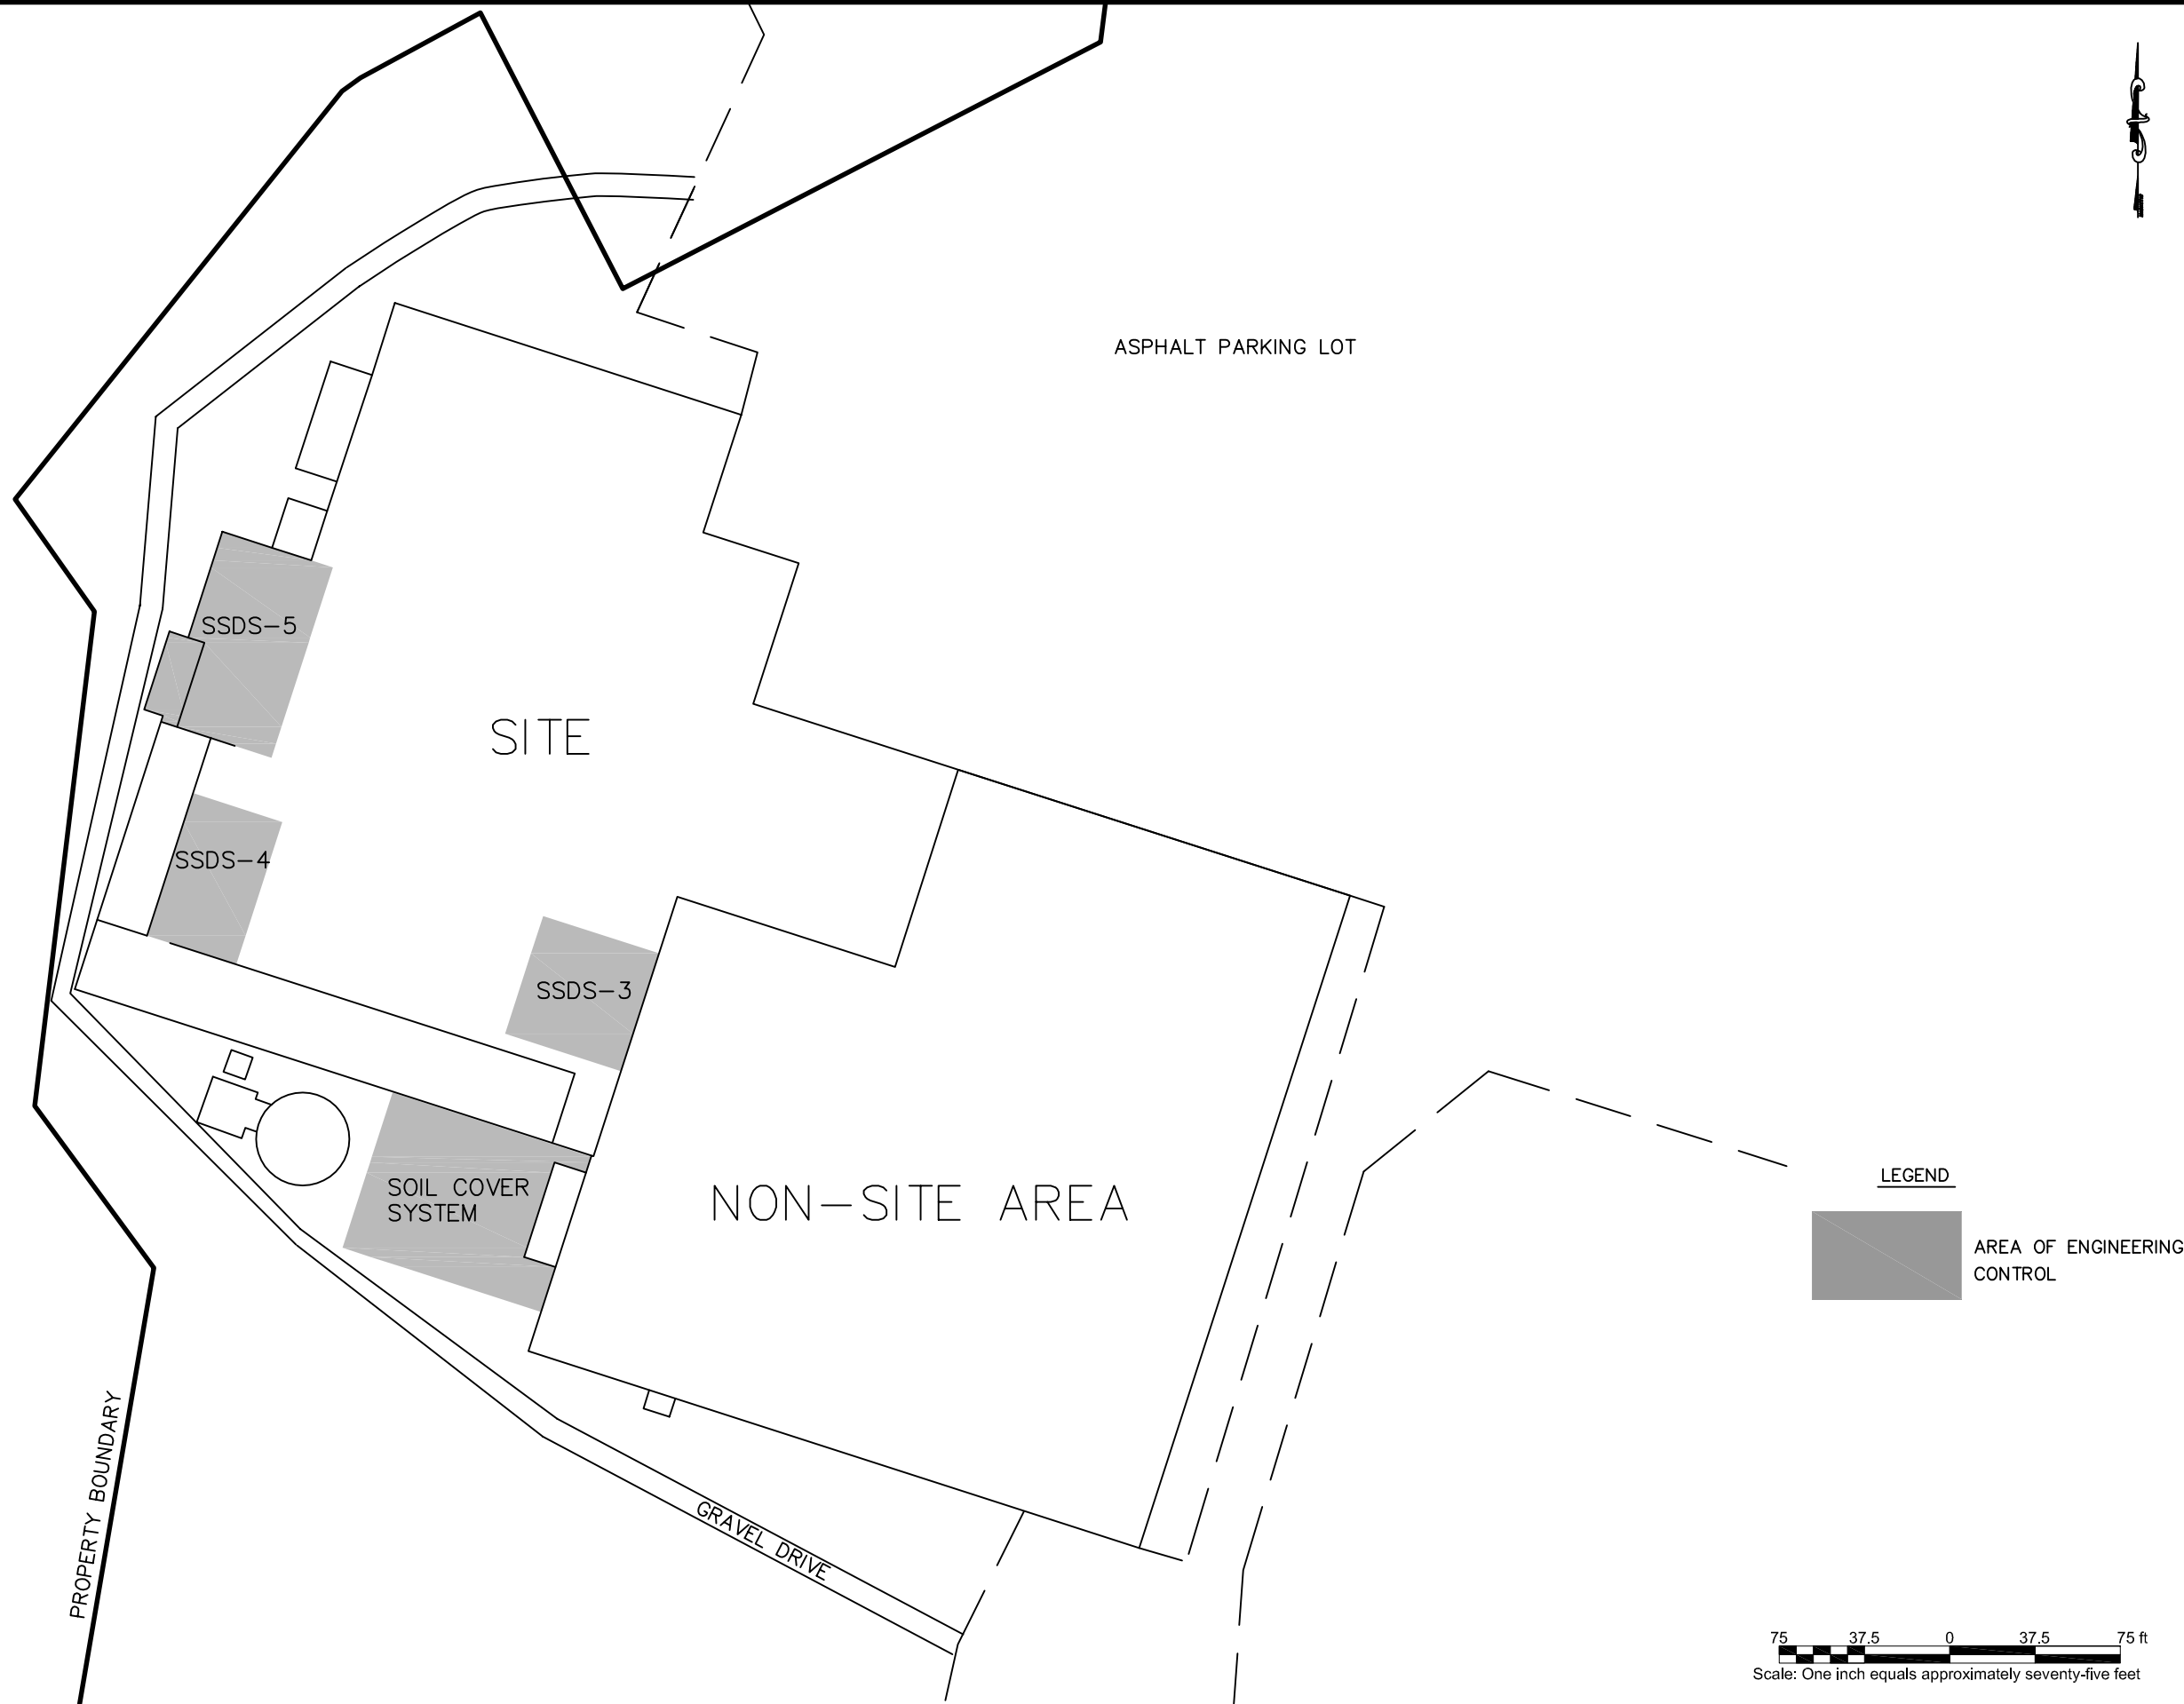 ASPHALT PARKING LOT
SSDS-5
SITE
SSDS-4
SSDS-3
SOIL COVER
SYSTEM
NON-SITE AREA
LEGEND
AREA OF ENGINEERING
CONTROL
PROPERTY BOUNDARY
GRAVEL DRIVE
75 37.5 0 37.5 75 ft
Scale: One inch equals approximately seventy-five feet